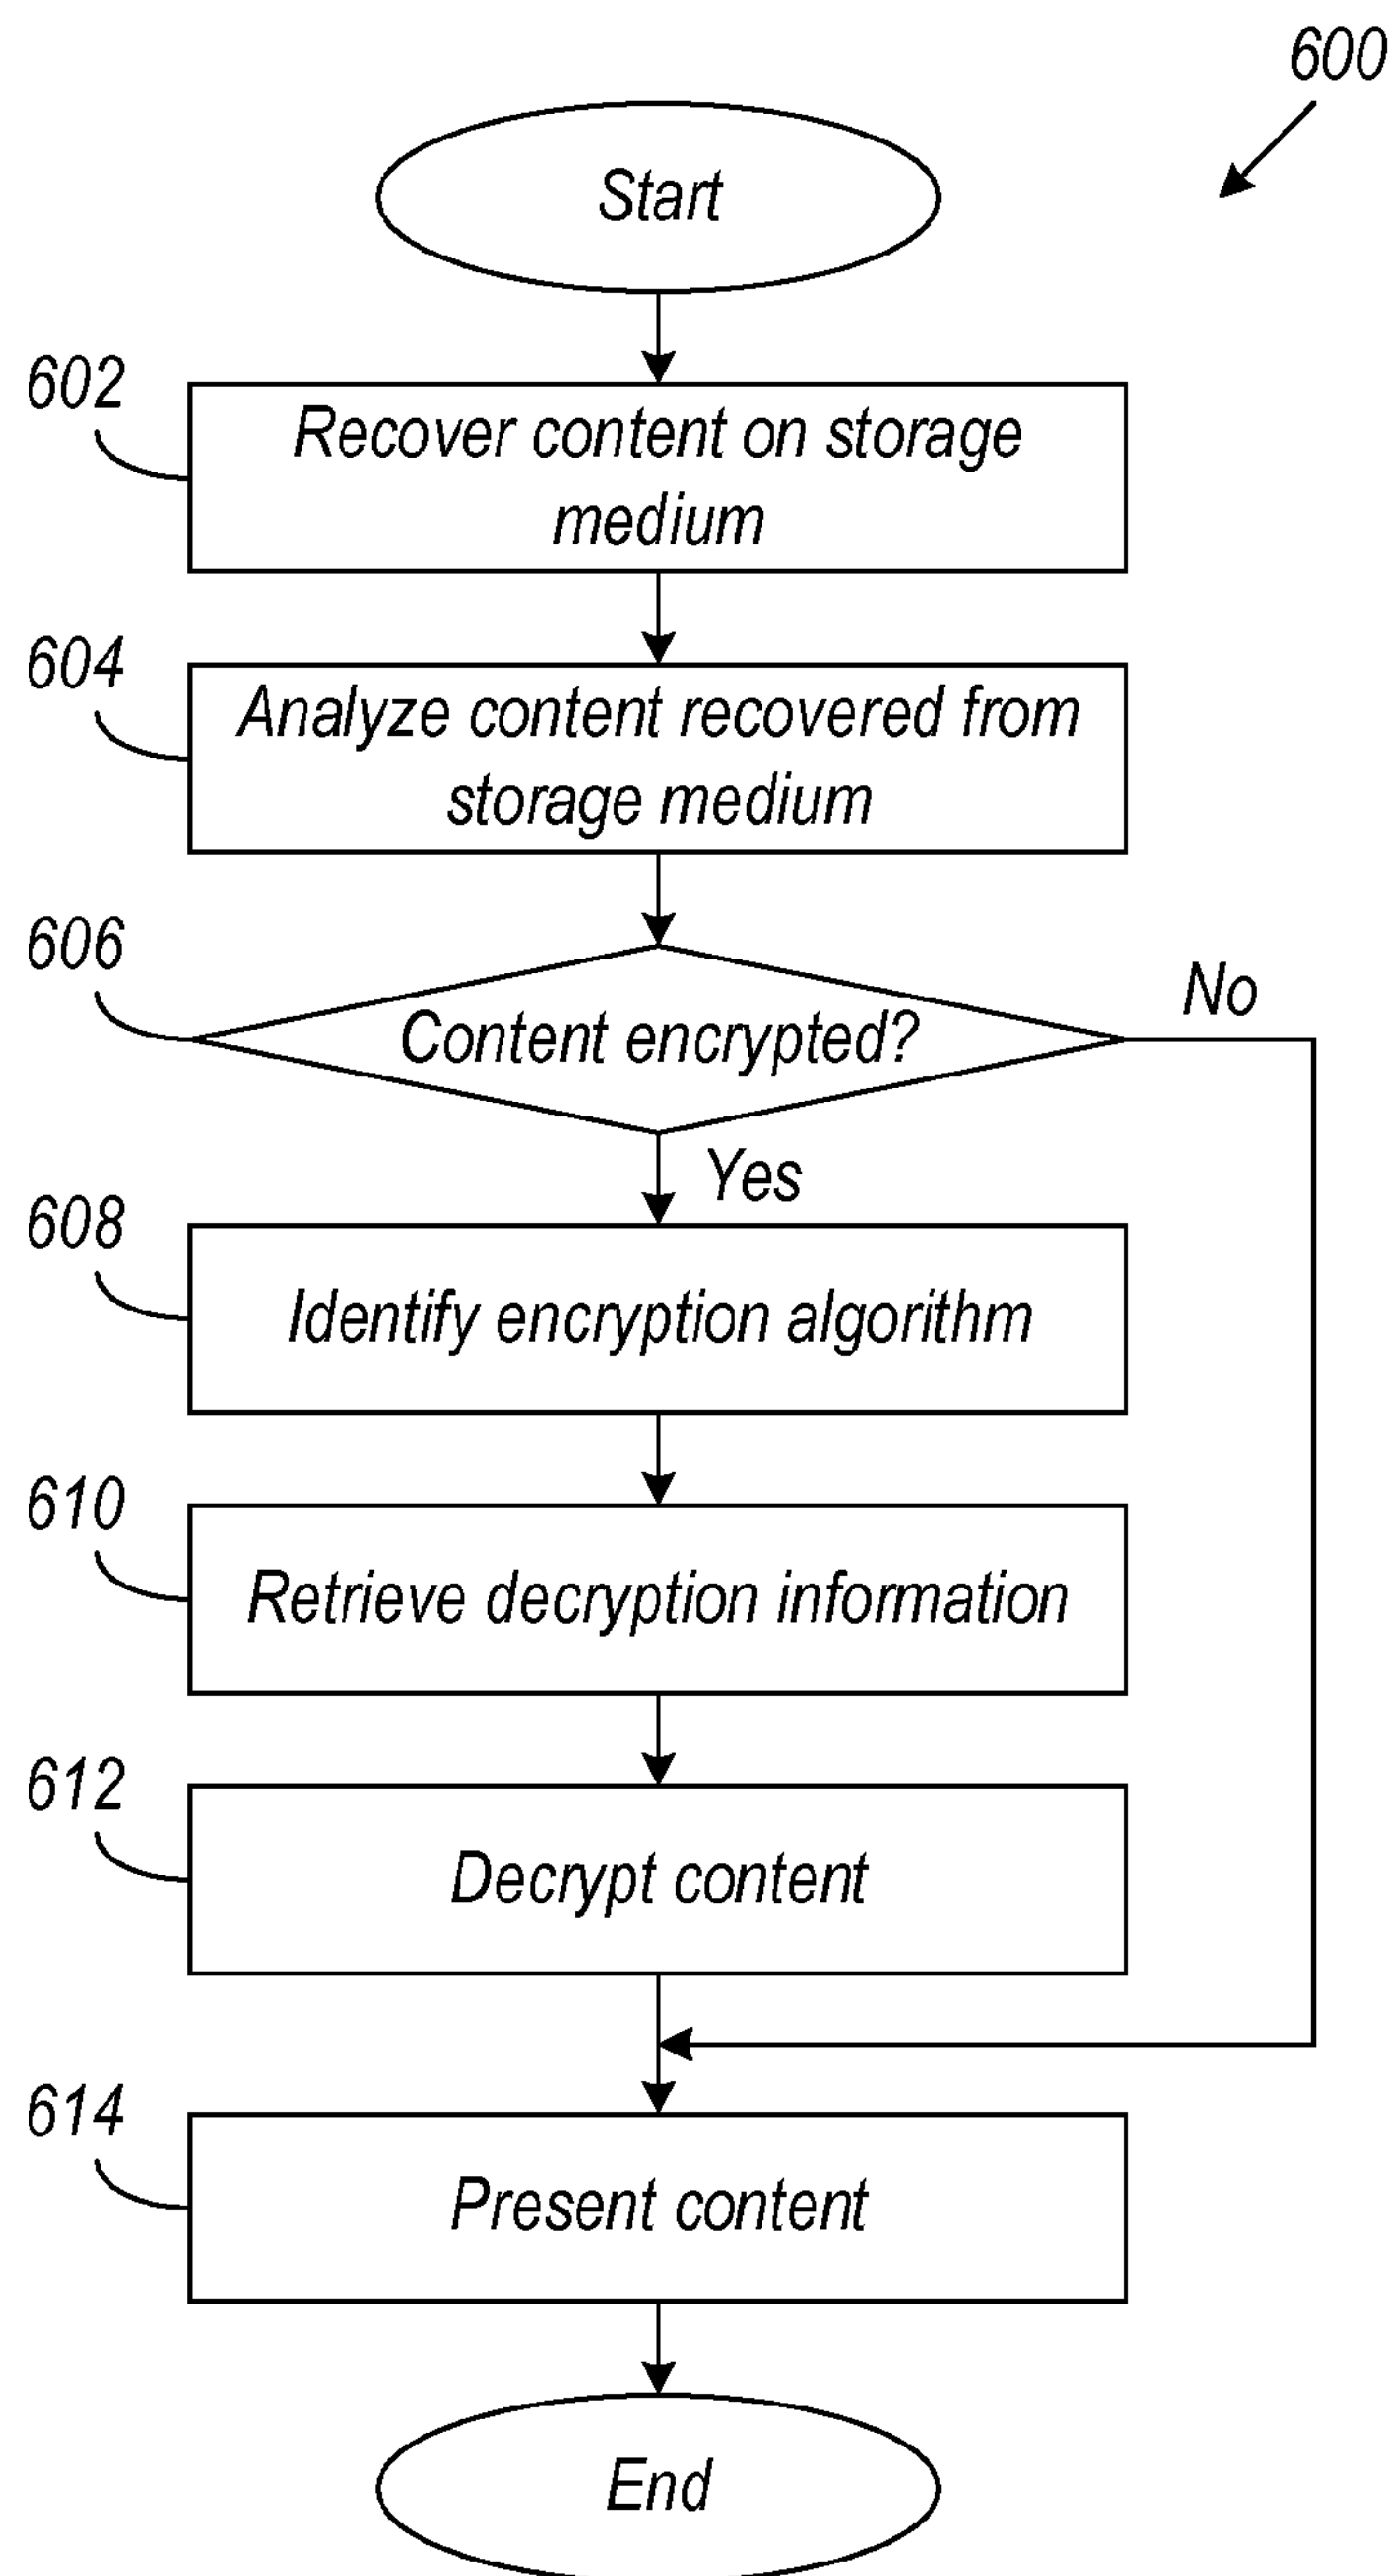 600
Start
602
Recover content on storage
medium
604
Analyze content recovered from
storage medium
606
Content encrypted?
No
Yes
608
Identify encryption algorithm
610
Retrieve decryption information
612
Decrypt content
614
Present content
End